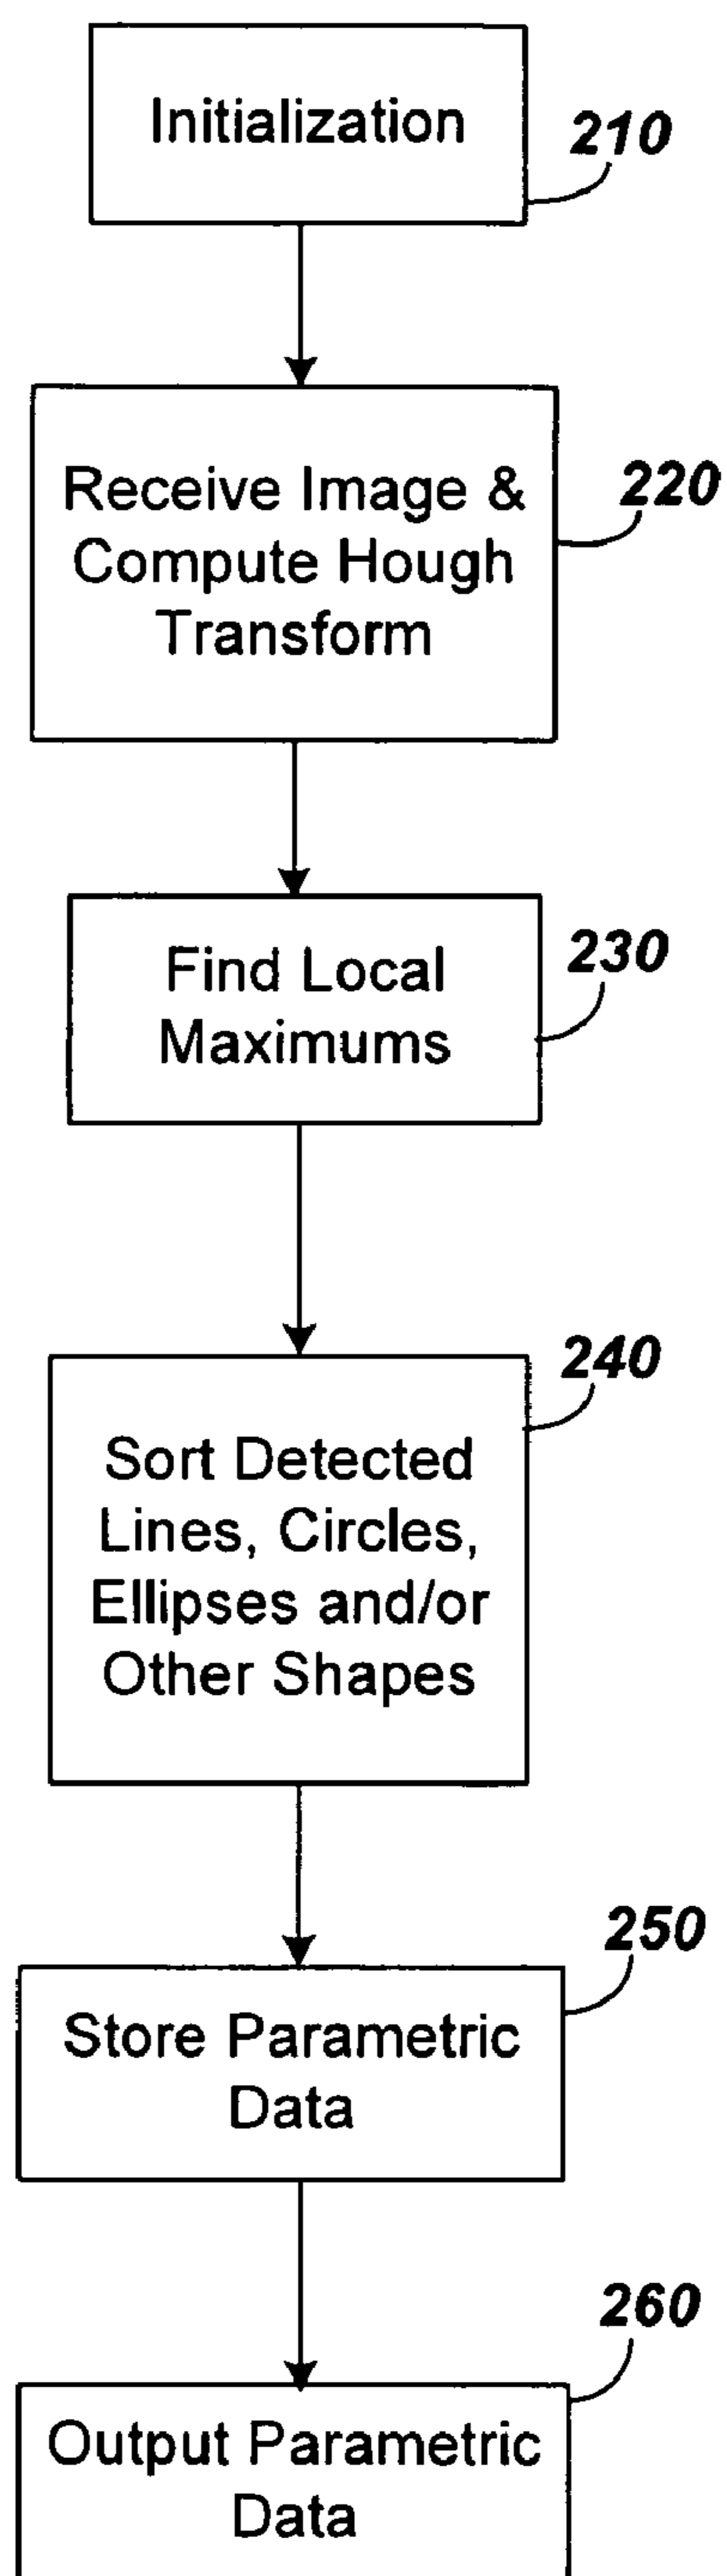 Initialization
210
Receive Image &
Compute Hough
Transform
220
Find Local
Maximums
230
Sort Detected
Lines, Circles,
Ellipses and/or
Other Shapes
240
Store Parametric
Data
250
Output Parametric
Data
260